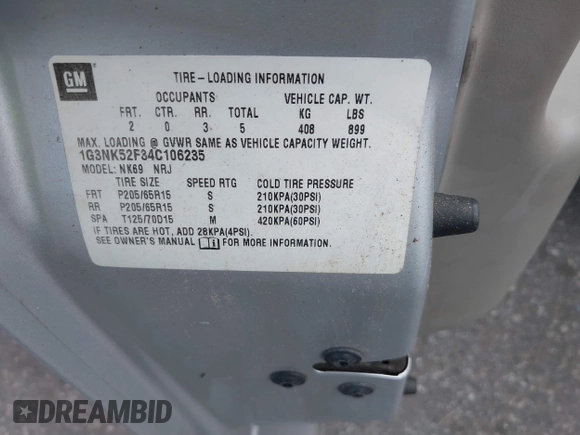 GM
TIRE-LOADING INFORMATION
OCCUPANTS VEHICLE CAP. WT.
FRT. CTR. RR. TOTAL KG LBS
2 0 3 5 408 899
MAX. LOADING @ GVWR SAME AS VEHICLE CAPACITY WEIGHT.
1G3NK52F34C106235
MODEL: NK69 NRJ
TIRE SIZE SPEED RTG COLD TIRE PRESSURE
FRT P205/65R15 S 210KPA(30PSI)
RR P205/65R15 S 210KPA(30PSI)
SPA T125/70D15 M 420KPA(60PSI)
IF TIRES ARE HOT, ADD 28KPA(4PSI).
SEE OWNER'S MANUAL FOR MORE INFORMATION.
DREAMBID